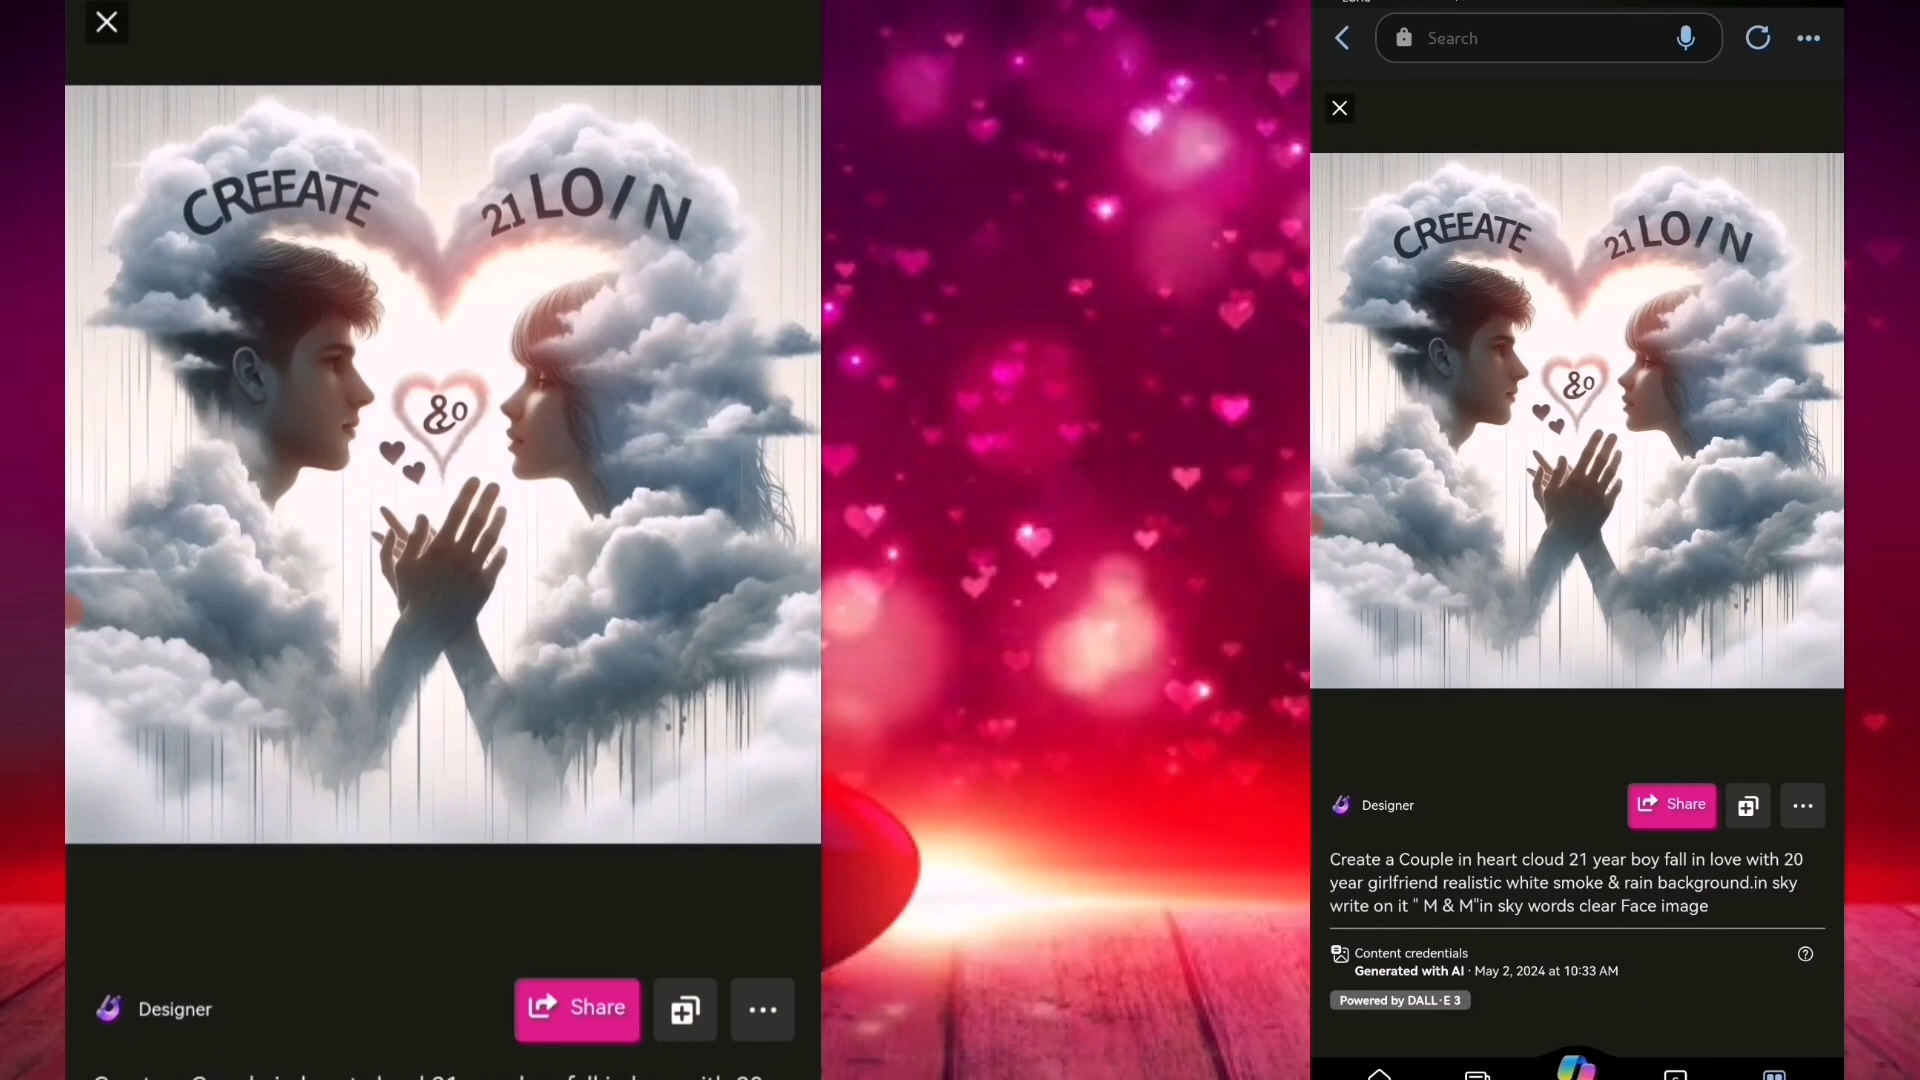 CREEATE
21 LOIN
&o
Designer
Share
Search
CREEATE
21 LOIN
&o
Designer
Share
Create a Couple in heart cloud 21 year boy fall in love with 20
year girlfriend realistic white smoke & rain background.in sky
write on it " M & M"in sky words clear Face image
Content credentials
Generated with AI · May 2, 2024 at 10:33 AM
Powered by DALL·E 3